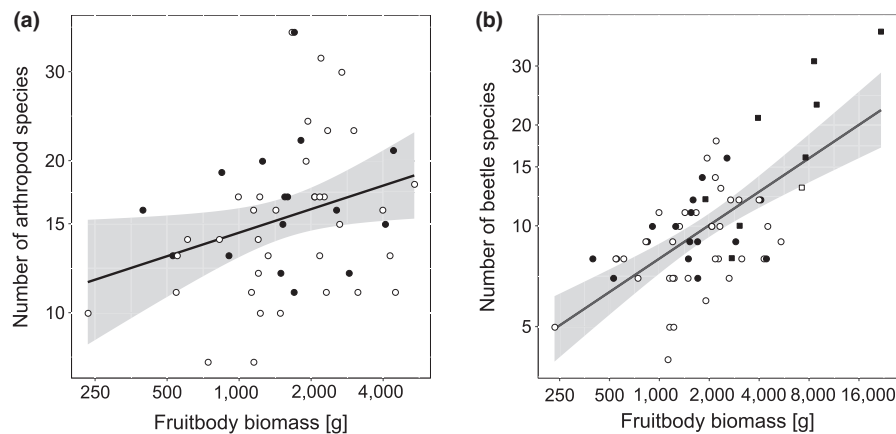 (a)
Number of arthropod species
30
20
15
10
250 500 1,000 2,000 4,000
Fruitbody biomass [g]
(b)
Number of beetle species
30
20
15
10
5
250 500 1,000 2,000 4,000 8,000 16,000
Fruitbody biomass [g]